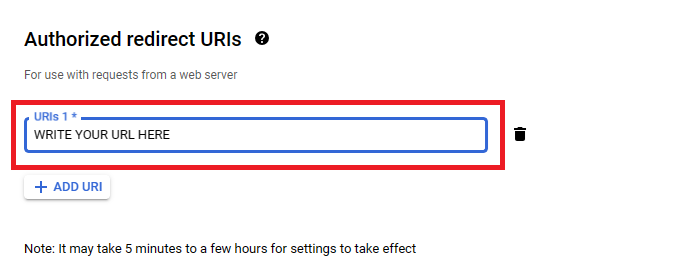 Authorized redirect URIs
For use with requests from a web server
URIs 1 *
WRITE YOUR URL HERE
ADD URI
Note: It may take 5 minutes to a few hours for settings to take effect